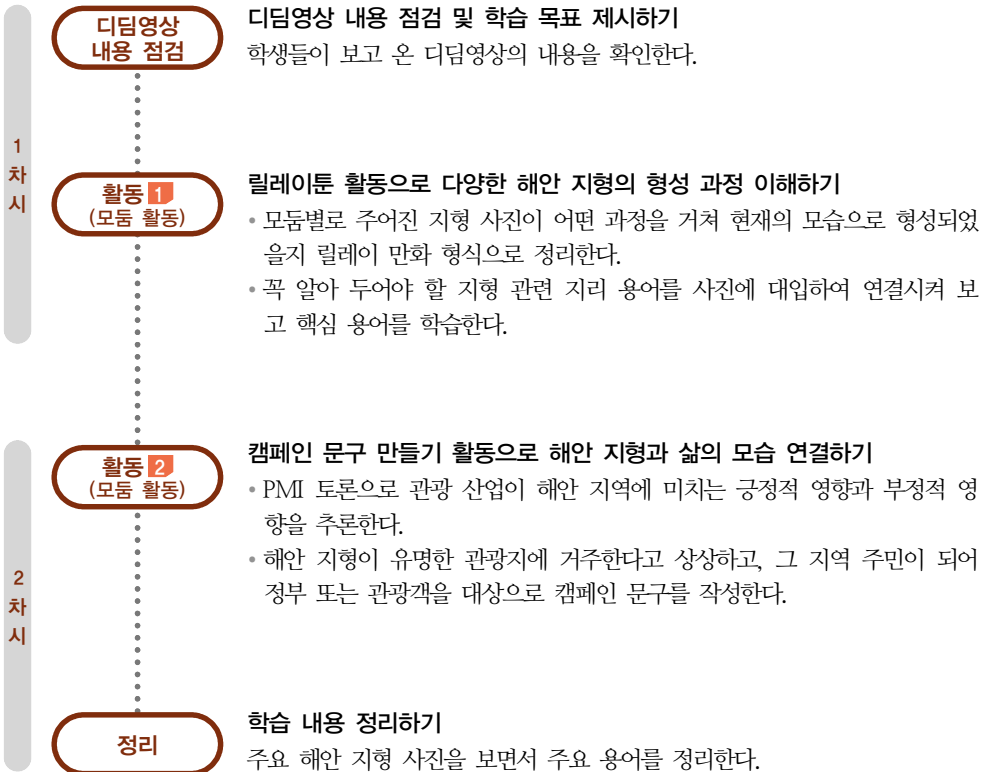 1
차
시
디딤영상
내용 점검
디딤영상 내용 점검 및 학습 목표 제시하기
학생들이 보고 온 디딤영상의 내용을 확인한다.
활동 1
(모둠 활동)
릴레이툰 활동으로 다양한 해안 지형의 형성 과정 이해하기
• 모둠별로 주어진 지형 사진이 어떤 과정을 거쳐 현재의 모습으로 형성되었
을지 릴레이 만화 형식으로 정리한다.
• 꼭 알아 두어야 할 지형 관련 지리 용어를 사진에 대입하여 연결시켜 보
고 핵심 용어를 학습한다.
2
차
시
활동 2
(모둠 활동)
캠페인 문구 만들기 활동으로 해안 지형과 삶의 모습 연결하기
• PMI 토론으로 관광 산업이 해안 지역에 미치는 긍정적 영향과 부정적 영
향을 추론한다.
• 해안 지형이 유명한 관광지에 거주한다고 상상하고, 그 지역 주민이 되어
정부 또는 관광객을 대상으로 캠페인 문구를 작성한다.
정리
학습 내용 정리하기
주요 해안 지형 사진을 보면서 주요 용어를 정리한다.